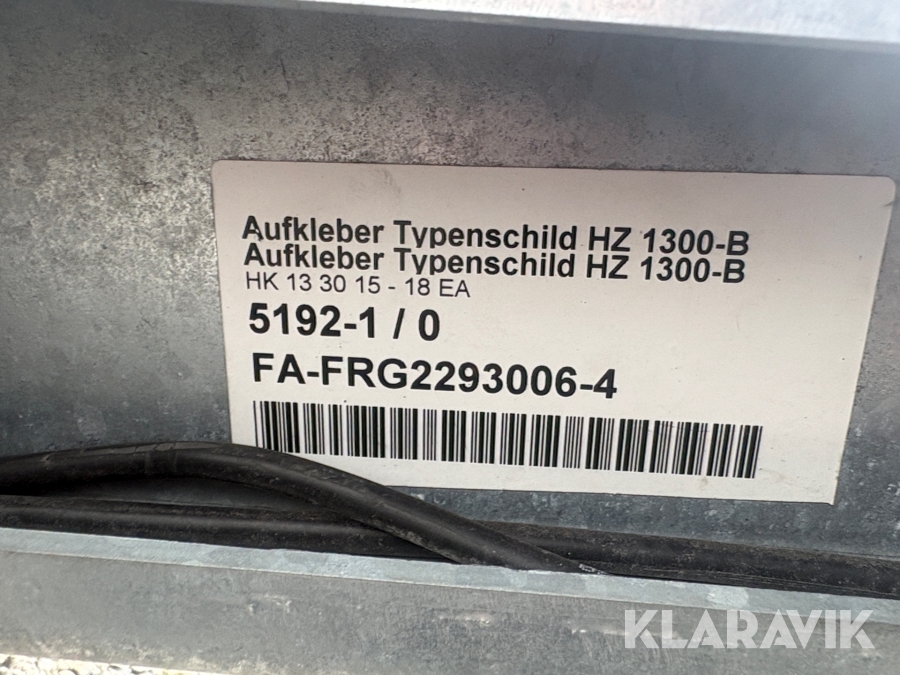 Aufkleber Typenschild HZ 1300-B
Aufkleber Typenschild HZ 1300-B
HK 13 30 15 - 18 EA
5192-1 / 0
FA-FRG2293006-4
KLARAVIK